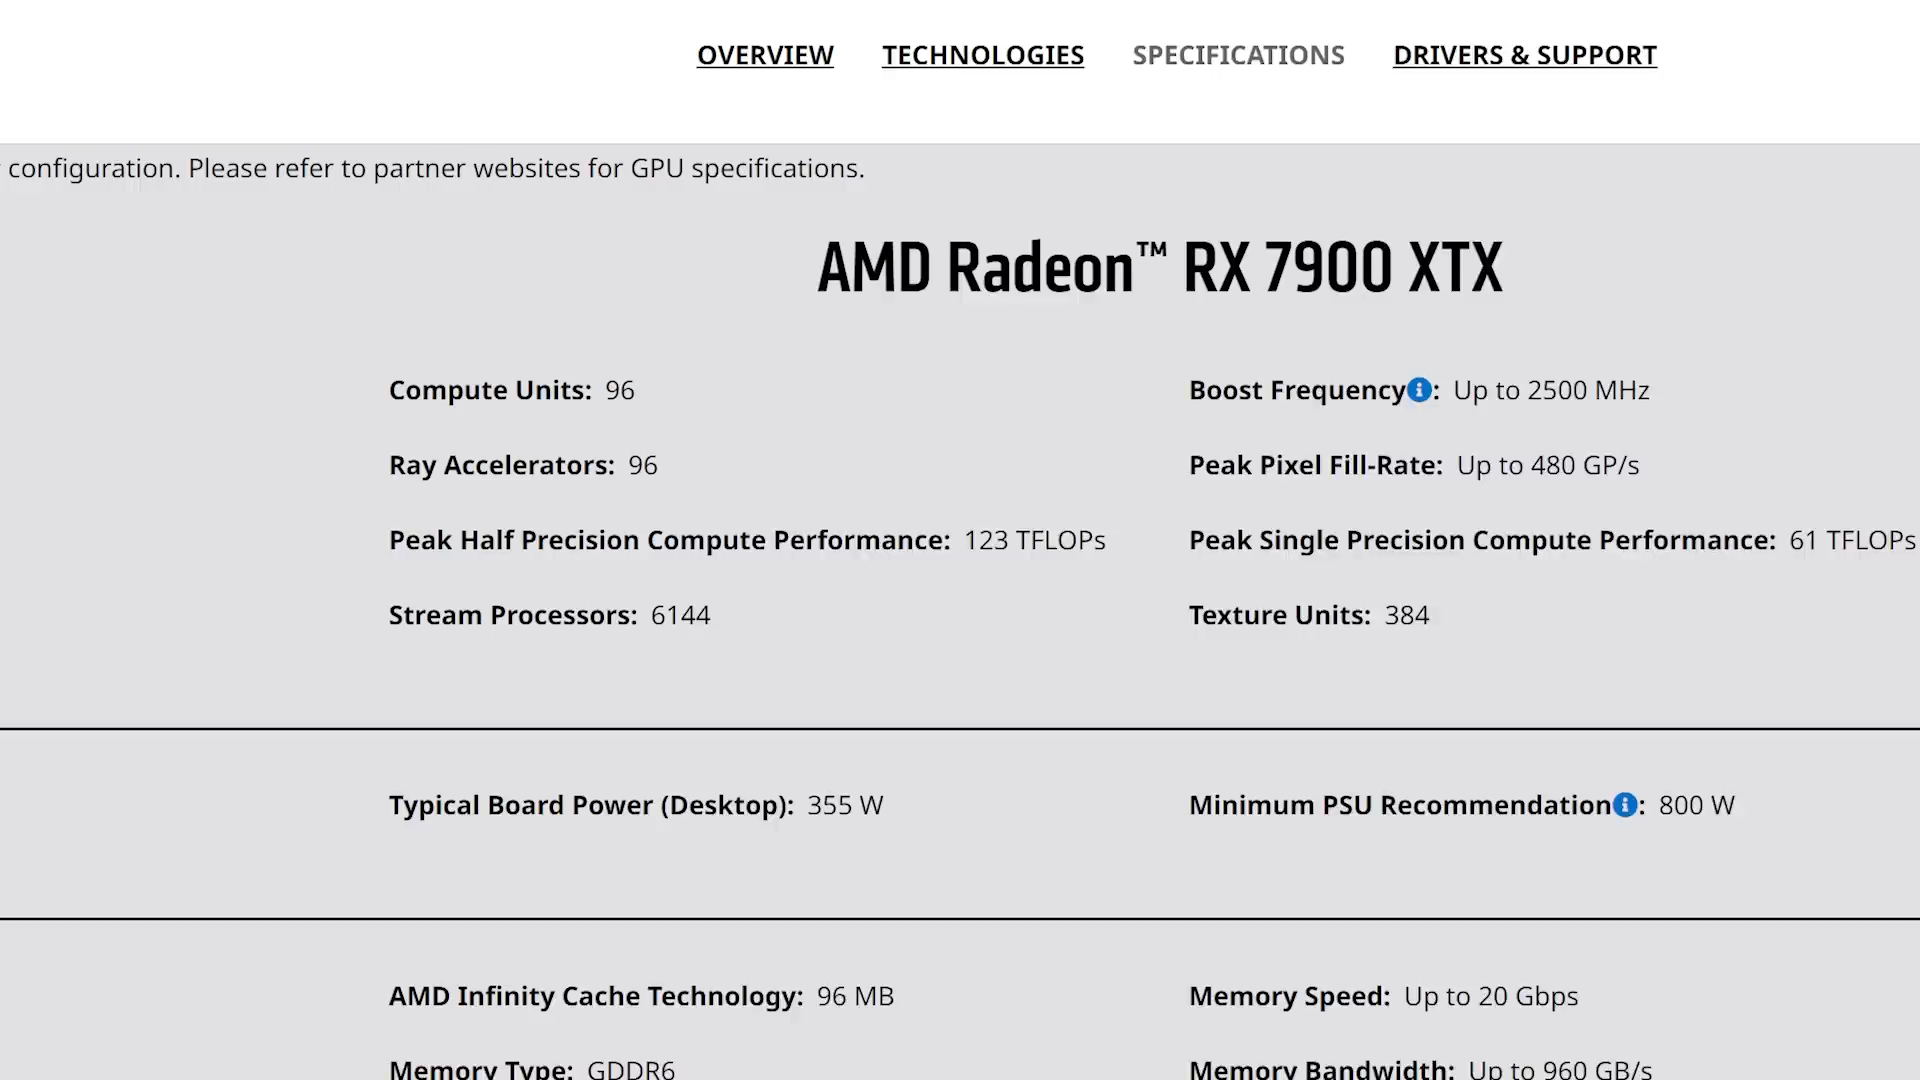 OVERVIEW TECHNOLOGIES SPECIFICATIONS DRIVERS & SUPPORT
configuration. Please refer to partner websites for GPU specifications.
AMD Radeon™ RX 7900 XTX
Compute Units: 96 Boost Frequency: Up to 2500 MHz
Ray Accelerators: 96 Peak Pixel Fill-Rate: Up to 480 GP/s
Peak Half Precision Compute Performance: 123 TFLOPs Peak Single Precision Compute Performance: 61 TFLOPs
Stream Processors: 6144 Texture Units: 384
Typical Board Power (Desktop): 355 W Minimum PSU Recommendation: 800 W
AMD Infinity Cache Technology: 96 MB Memory Speed: Up to 20 Gbps
Memory Type: GDDR6 Memory Bandwidth: Up to 960 GB/s